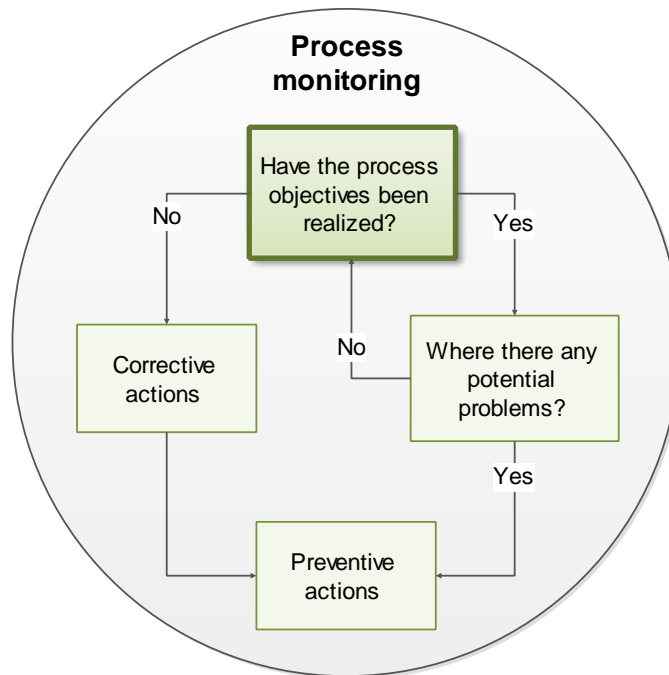 Process
monitoring
Have the process
objectives been
realized?
No
Yes
Corrective
actions
No
Where there any
potential
problems?
Yes
Preventive
actions